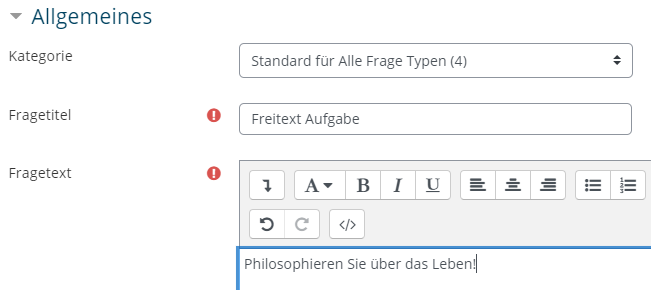 Allgemeines
Kategorie
Standard für Alle Frage Typen (4)
Fragetitel
Freitext Aufgabe
Fragetext
A B I U
</>
Philosophieren Sie über das Leben!